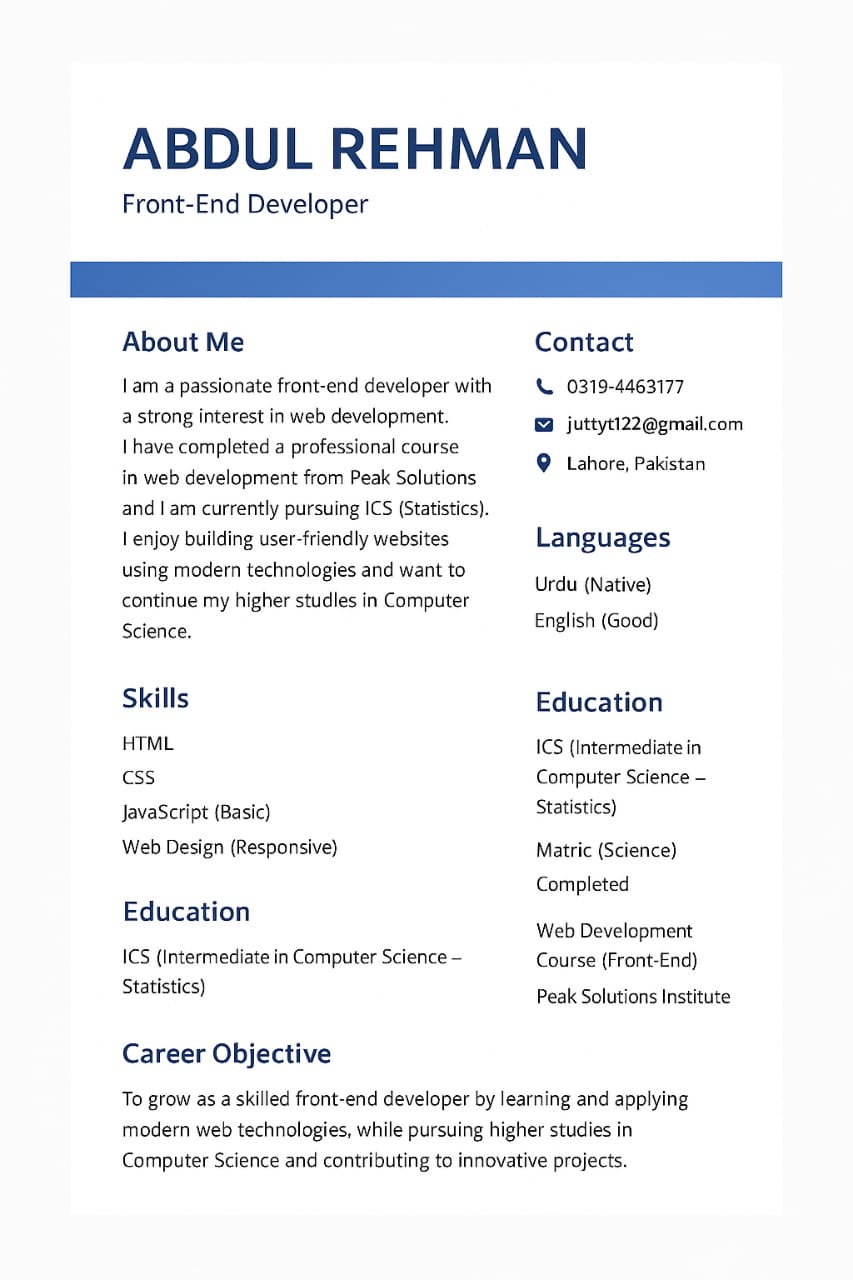 ABDUL REHMAN
Front-End Developer
About Me
I am a passionate front-end developer with
a strong interest in web development.
I have completed a professional course
in web development from Peak Solutions
and I am currently pursuing ICS (Statistics).
I enjoy building user-friendly websites
using modern technologies and want to
continue my higher studles in Computer
Science.
Skills
HTML
CSS
JavaScript (Basic)
Web Design (Responsive)
Education
ICS (Intermediate in Computer Science –
Statistics)
Contact
0319-4463177
juttyt122@gmail.com
Lahore, Pakistan
Languages
Urdu (Native)
English (Good)
Education
ICS (Intermediate in
Computer Science –
Statistics)
Matric (Science)
Completed
Web Development
Course (Front-End)
Peak Solutions Institute
Career Objective
To grow as a skilled front-end developer by learning and applying
modern web technologies, while pursuing higher studies in
Computer Science and contributing to innovative projects.